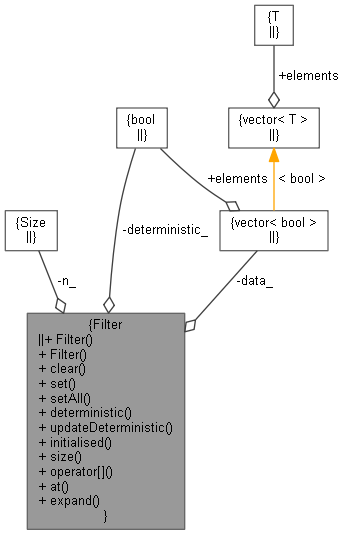 {T
||}
+elements
{bool
||}
{vector< T >
||}
+elements
< bool >
{Size
||}
-deterministic_
{vector< bool >
||}
-n_
-data_
{Filter
||+ Filter()
+ Filter()
+ clear()
+ set()
+ setAll()
+ deterministic()
+ updateDeterministic()
+ initialised()
+ size()
+ operator[]()
+ at()
+ expand()
}